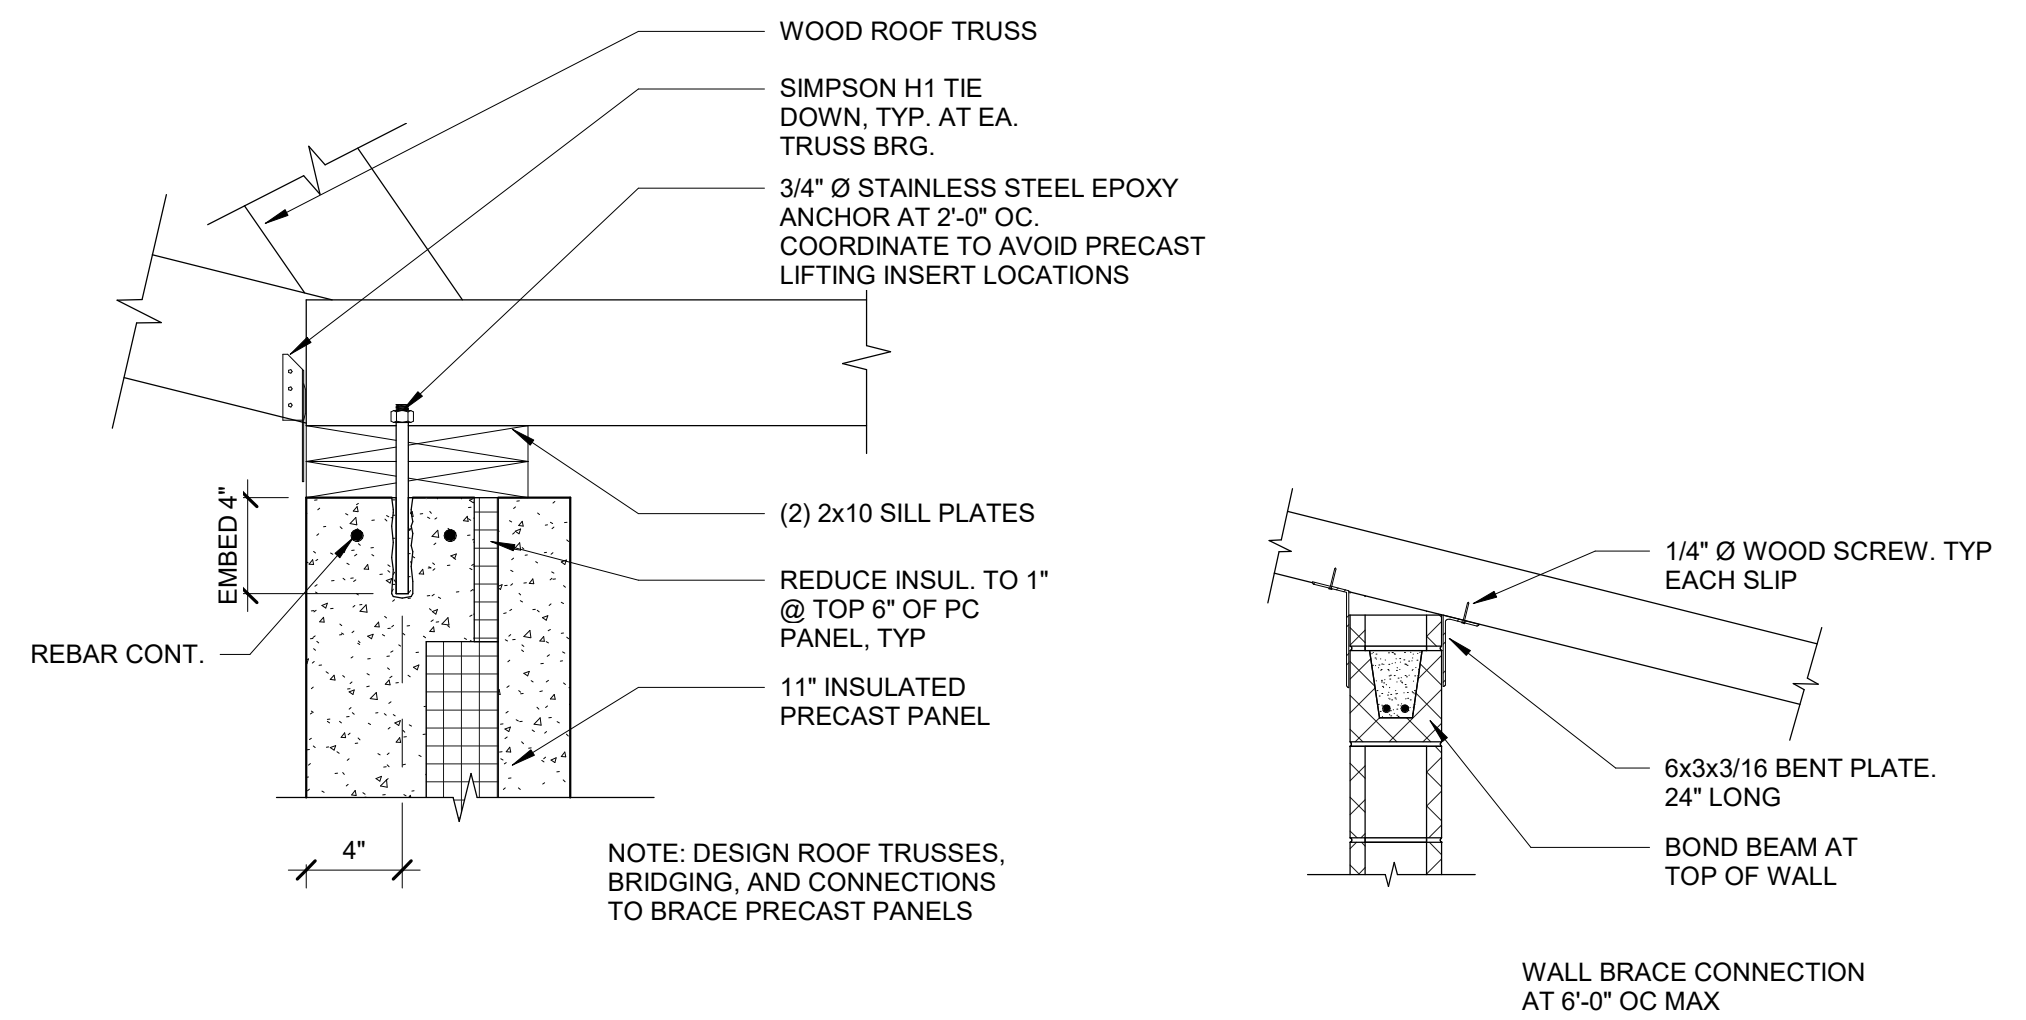 WOOD ROOF TRUSS
SIMPSON H1 TIE
DOWN, TYP. AT EA.
TRUSS BRG.
3/4" Ø STAINLESS STEEL EPOXY
ANCHOR AT 2'-0" OC.
COORDINATE TO AVOID PRECAST
LIFTING INSERT LOCATIONS
EMBED 4"
(2) 2x10 SILL PLATES
REDUCE INSUL. TO 1"
@ TOP 6" OF PC
PANEL, TYP
REBAR CONT.
11" INSULATED
PRECAST PANEL
4"
NOTE: DESIGN ROOF TRUSSES,
BRIDGING, AND CONNECTIONS
TO BRACE PRECAST PANELS
1/4" Ø WOOD SCREW. TYP
EACH SLIP
6x3x3/16 BENT PLATE.
24" LONG
BOND BEAM AT
TOP OF WALL
WALL BRACE CONNECTION
AT 6'-0" OC MAX